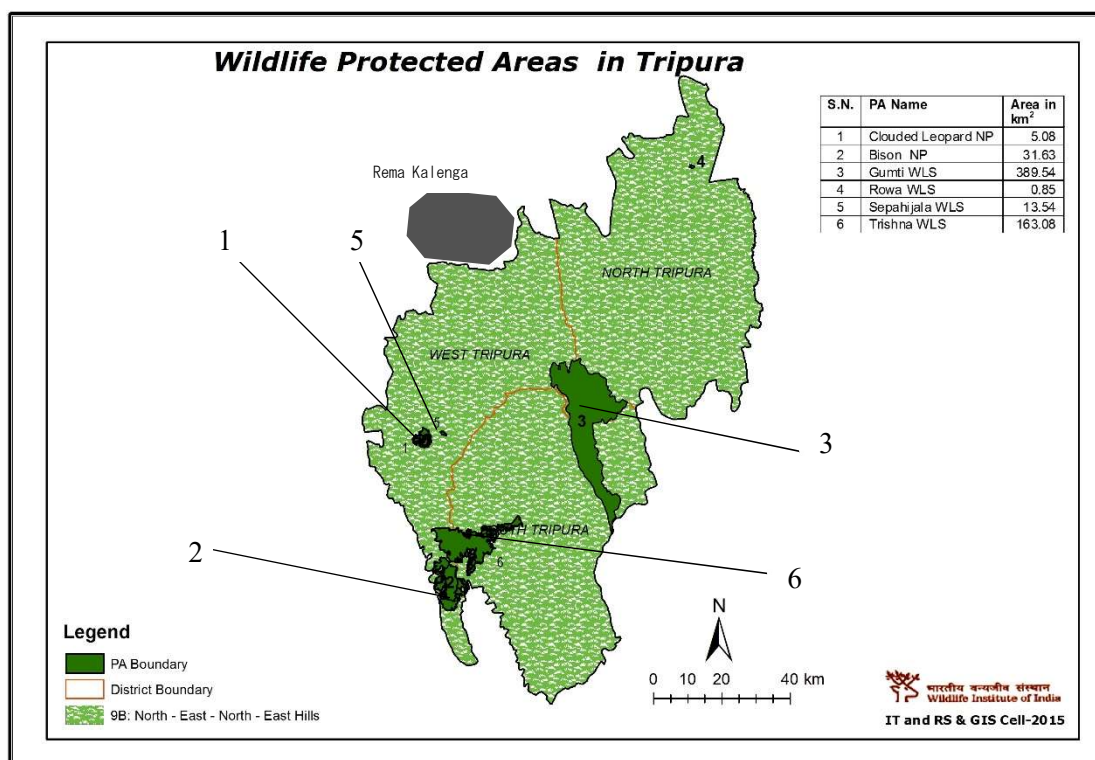 Wildlife Protected Areas in Tripura
S.N. PA Name Area in km²
1 Clouded Leopard NP 5.08
2 Bison NP 31.63
3 Gumti WLS 389.54
4 Rowa WLS 0.85
5 Sepahijala WLS 13.54
6 Trishna WLS 163.08
Rema Kalenga
4
1
5
NORTH TRIPURA
WEST TRIPURA
3
5
1
3
TRIPURA
2
6
2
6
N
Legend
PA Boundary
District Boundary
9B: North - East - North - East Hills
0 10 20 40 km
भारतीय वन्यजीव संस्थान
Wildlife Institute of India
IT and RS & GIS Cell-2015